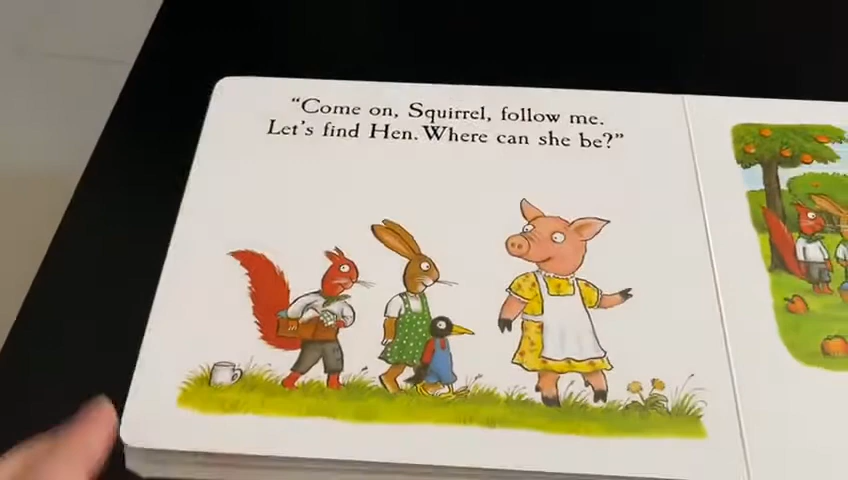 “Come on, Squirrel, follow me.
Let’s find Hen. Where can she be?”